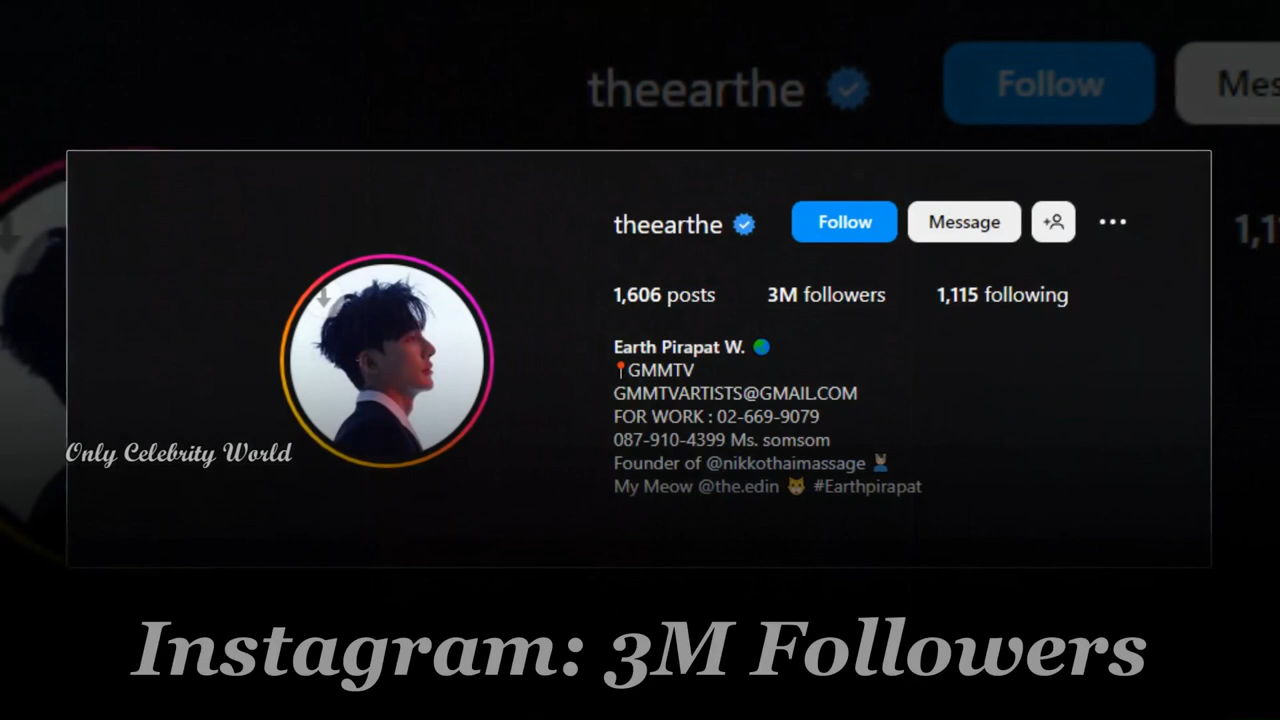 theearthe Follow Mes
theearthe Follow Message
1,606 posts 3M followers 1,115 following
Earth Pirapat W.
GMMTV
GMMTVARTISTS@GMAIL.COM
FOR WORK : 02-669-9079
087-910-4399 Ms. somsom
Founder of @nikkothaimassage
My Meow @the.edin #Earthpirapat
Only Celebrity World
Instagram: 3M Followers